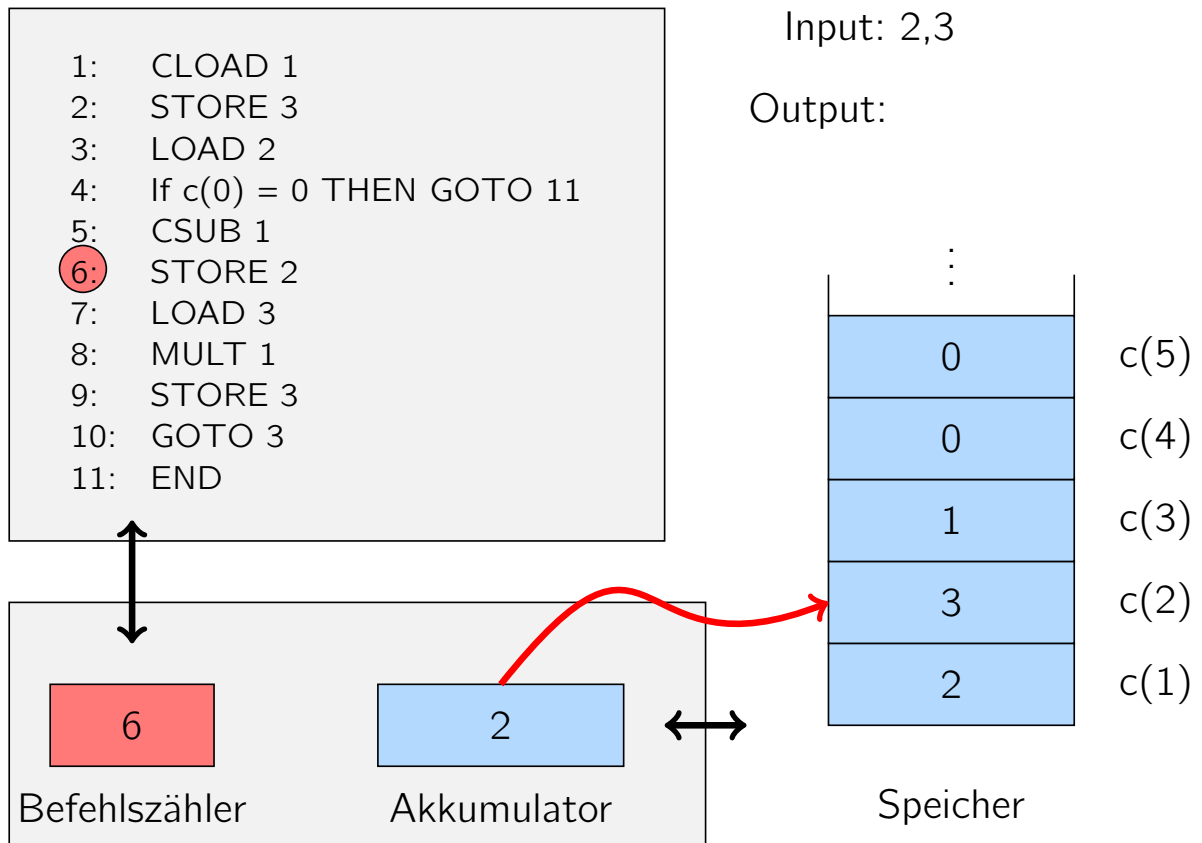 1: CLOAD 1
2: STORE 3
3: LOAD 2
4: If c(0) = 0 THEN GOTO 11
5: CSUB 1
6: STORE 2
7: LOAD 3
8: MULT 1
9: STORE 3
10: GOTO 3
11: END
Input: 2,3
Output:
⋮
0 c(5)
0 c(4)
1 c(3)
3 c(2)
2 c(1)
Speicher
6
Befehlszähler
2
Akkumulator